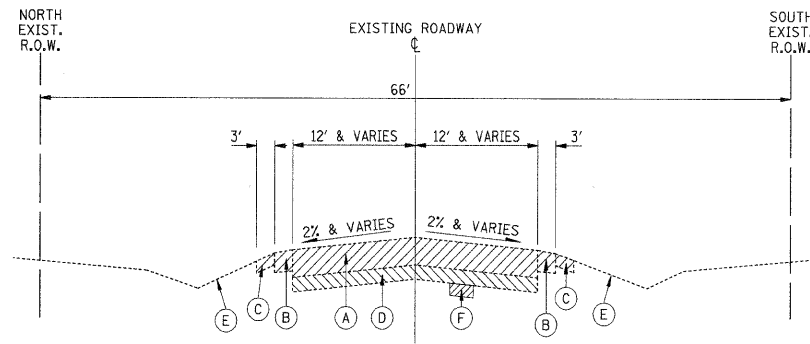 NORTH
EXIST.
R.O.W.
EXISTING ROADWAY
℄
SOUTH
EXIST.
R.O.W.
66'
3'
12' & VARIES
12' & VARIES
3'
2% & VARIES
2% & VARIES
E
C
B
A
D
F
B
C
E